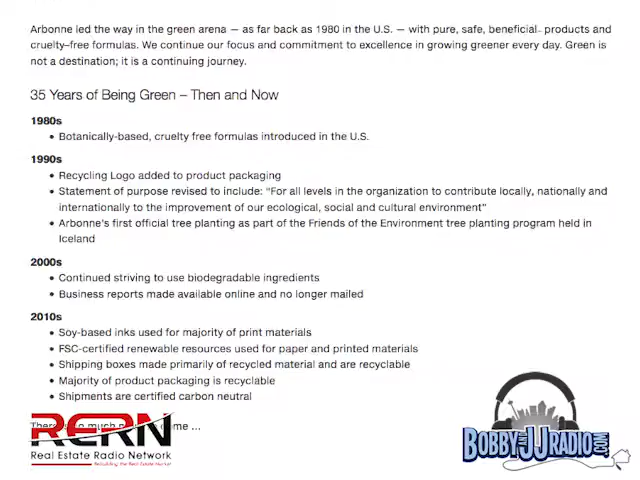 Arbonne led the way in the green arena — as far back as 1980 in the U.S. — with pure, safe, beneficial products and
cruelty-free formulas. We continue our focus and commitment to excellence in growing greener every day. Green is
not a destination; it is a continuing journey.
35 Years of Being Green – Then and Now
1980s
• Botanically-based, cruelty free formulas introduced in the U.S.
1990s
• Recycling Logo added to product packaging
• Statement of purpose revised to include: "For all levels in the organization to contribute locally, nationally and
internationally to the improvement of our ecological, social and cultural environment"
• Arbonne's first official tree planting as part of the Friends of the Environment tree planting program held in
Iceland
2000s
• Continued striving to use biodegradable ingredients
• Business reports made available online and no longer mailed
2010s
• Soy-based inks used for majority of print materials
• FSC-certified renewable resources used for paper and printed materials
• Shipping boxes made primarily of recycled material and are recyclable
• Majority of product packaging is recyclable
• Shipments are certified carbon neutral
much ...
RERN
Real Estate Radio Network
Rebuilding the Real Estate Market
BOBBY AND JJRADIO.COM